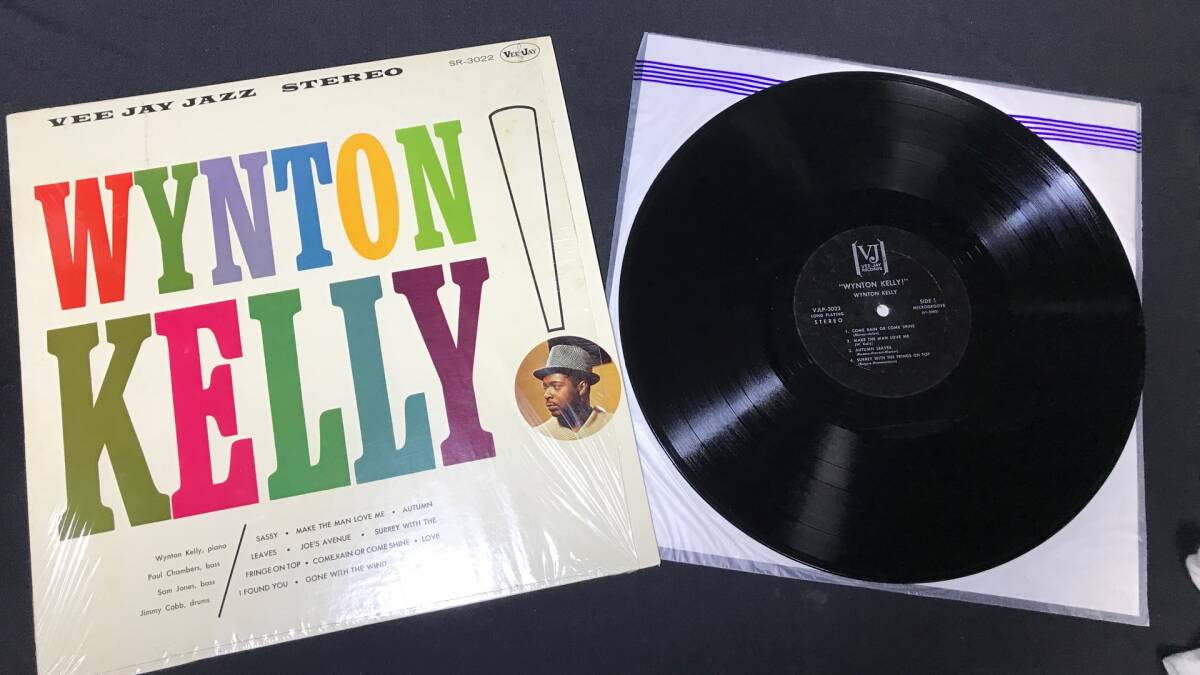 VEE JAY JAZZ STEREO
SR-3022
VEE-JAY
WYNTON
KELLY!
Wynton Kelly, piano
Paul Chambers, bass
Sam Jones, bass
Jimmy Cobb, drums
SASSY • MAKE THE MAN LOVE ME • AUTUMN
LEAVES • JOE'S AVENUE • SURREY WITH THE
FRINGE ON TOP • COME RAIN OR COME SHINE • LOVE
I FOUND YOU • GONE WITH THE WIND
VJ
VEE-JAY
RECORDS
"WYNTON KELLY!"
WYNTON KELLY
VJLP-3022
LONG PLAYING
STEREO
SIDE 1
MICROGROOVE
1. COME RAIN OR COME SHINE
2. MAKE THE MAN LOVE ME
3. AUTUMN LEAVES
4. SURREY WITH THE FRINGE ON TOP